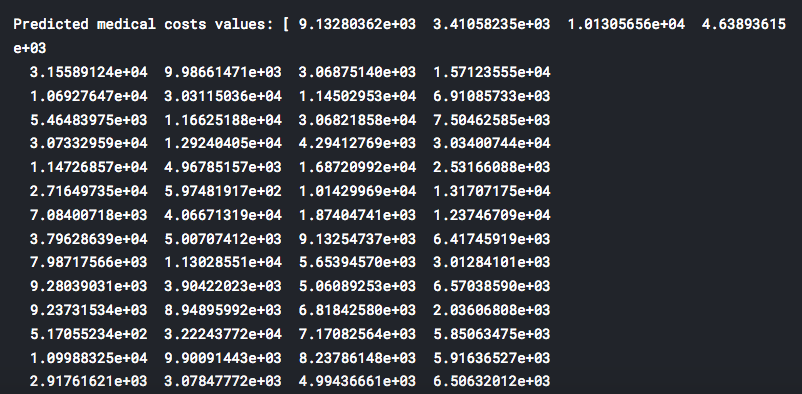 Predicted medical costs values: [ 9.13280362e+03 3.41058235e+03 1.01305656e+04 4.63893615
e+03
3.15589124e+04 9.98661471e+03 3.06875140e+03 1.57123555e+04
1.06927647e+04 3.03115036e+04 1.14502953e+04 6.91085733e+03
5.46483975e+03 1.16625188e+04 3.06821858e+04 7.50462585e+03
3.07332959e+04 1.29240405e+04 4.29412769e+03 3.03400744e+04
1.14726857e+04 4.96785157e+03 1.68720992e+04 2.53166088e+03
2.71649735e+04 5.97481917e+02 1.01429969e+04 1.31707175e+04
7.08400718e+03 4.06671319e+04 1.87404741e+03 1.23746709e+04
3.79628639e+04 5.00707412e+03 9.13254737e+03 6.41745919e+03
7.98717566e+03 1.13028551e+04 5.65394570e+03 3.01284101e+03
9.28039031e+03 3.90422023e+03 5.06089253e+03 6.57038590e+03
9.23731534e+03 8.94895992e+03 6.81842580e+03 2.03606808e+03
5.17055234e+02 3.22243772e+04 7.17082564e+03 5.85063475e+03
1.09988325e+04 9.90091443e+03 8.23786148e+03 5.91636527e+03
2.91761621e+03 3.07847772e+03 4.99436661e+03 6.50632012e+03